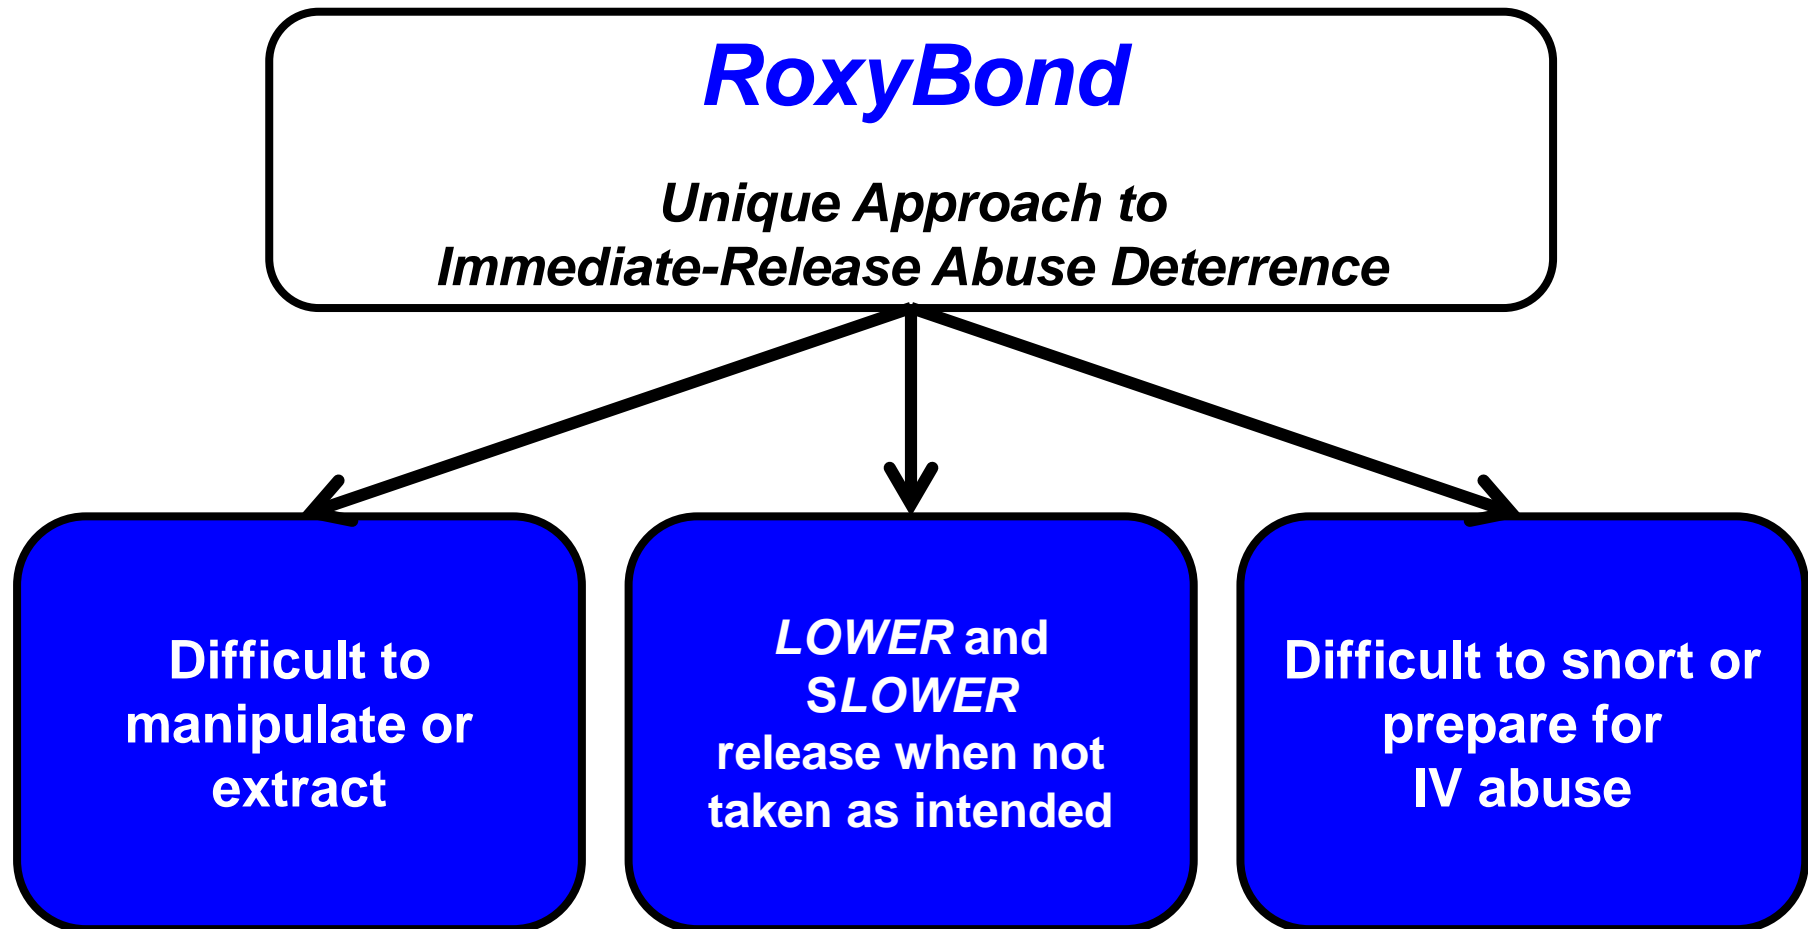 RoxyBond
Unique Approach to
Immediate-Release Abuse Deterrence
Difficult to
manipulate or
extract
LOWER and
SLOWER
release when not
taken as intended
Difficult to snort or
prepare for
IV abuse